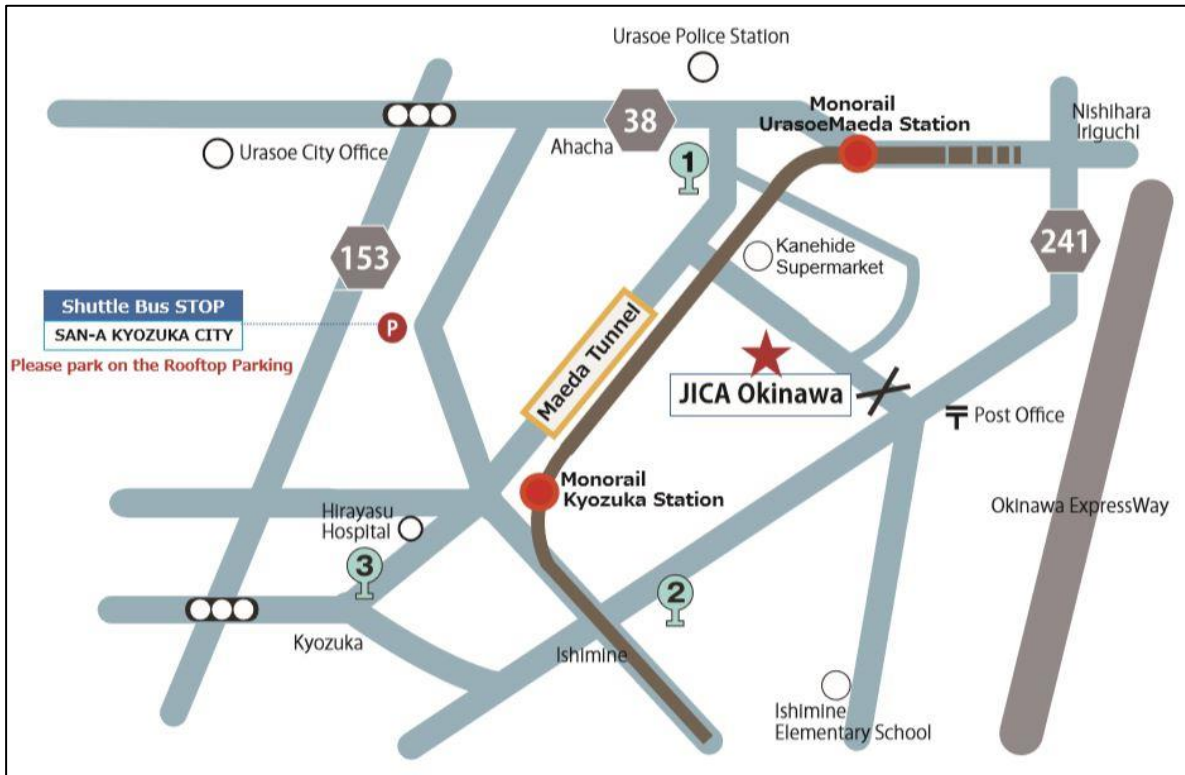 Urasoe Police Station
Monorail
UrasoeMaeda Station
Nishihara
Iriguchi
38
Ahacha
Urasoe City Office
1
153
Kanehide
Supermarket
241
Shuttle Bus STOP
SAN-A KYOZUKA CITY
P
Please park on the Rooftop Parking
Maeda Tunnel
JICA Okinawa
〒 Post Office
Monorail
Kyozuka Station
Okinawa ExpressWay
Hirayasu
Hospital
3
2
Kyozuka
Ishimine
Ishimine
Elementary School